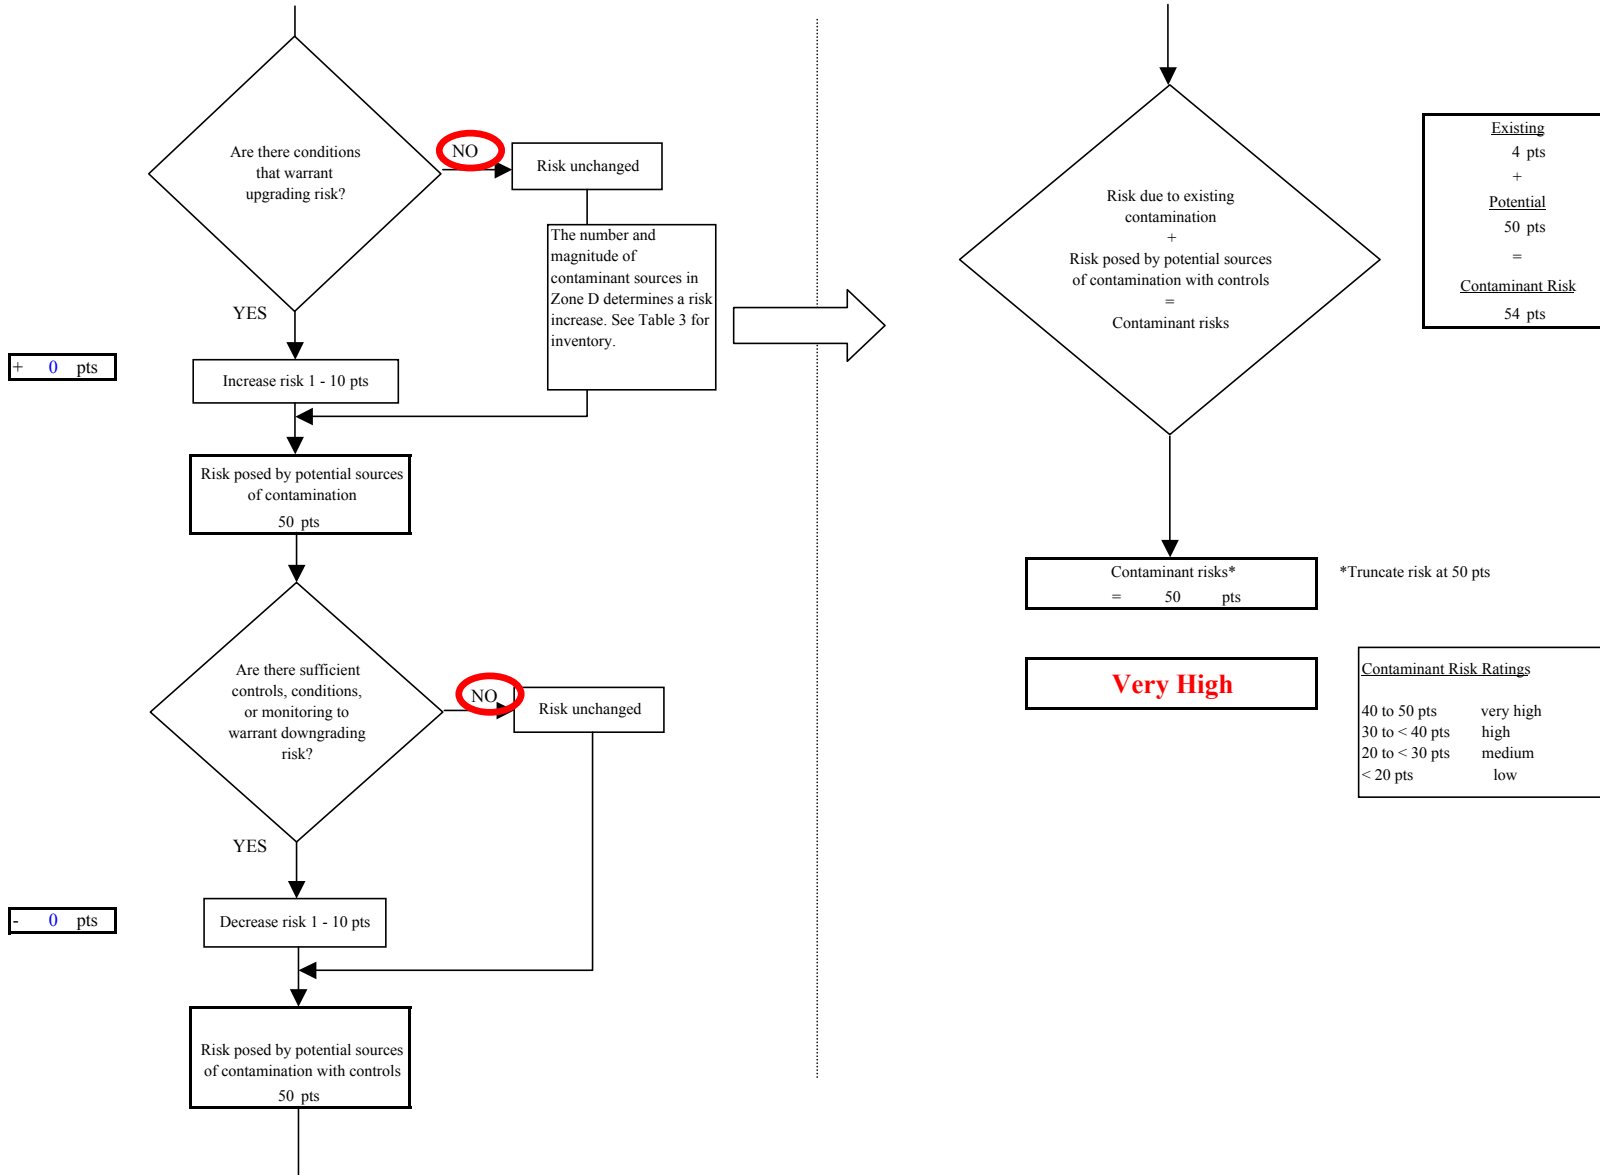 Are there conditions
that warrant
upgrading risk?
NO
Risk unchanged
The number and
magnitude of
contaminant sources in
Zone D determines a risk
increase. See Table 3 for
inventory.
YES
+ 0 pts
Increase risk 1 - 10 pts
Risk posed by potential sources
of contamination
50 pts
Are there sufficient
controls, conditions,
or monitoring to
warrant downgrading
risk?
NO
Risk unchanged
YES
- 0 pts
Decrease risk 1 - 10 pts
Risk posed by potential sources
of contamination with controls
50 pts
Risk due to existing
contamination
+
Risk posed by potential sources
of contamination with controls
=
Contaminant risks
Existing
4 pts
+
Potential
50 pts
=
Contaminant Risk
54 pts
Contaminant risks*
= 50 pts
*Truncate risk at 50 pts
Very High
Contaminant Risk Ratings
40 to 50 pts very high
30 to < 40 pts high
20 to < 30 pts medium
< 20 pts low